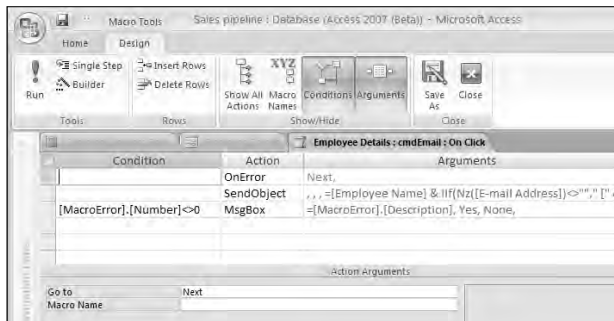 Macro Tools Sales pipeline : Database (Access 2007 (Beta)) - Microsoft Access
Home Design
Run
Single Step
Builder
Tools
Insert Rows
Delete Rows
Rows
Show All Actions
XYZ
Macro Names
Conditions
Arguments
Show/Hide
Save As
Close
Close
Employee Details : cmdEmail : On Click
Condition Action Arguments
OnError Next,
SendObject , , , =[Employee Name] & IIf(Nz([E-mail Address])<>""," ["
[MacroError].[Number]<>0 MsgBox =[MacroError].[Description], Yes, None,
Action Arguments
Go to Next
Macro Name